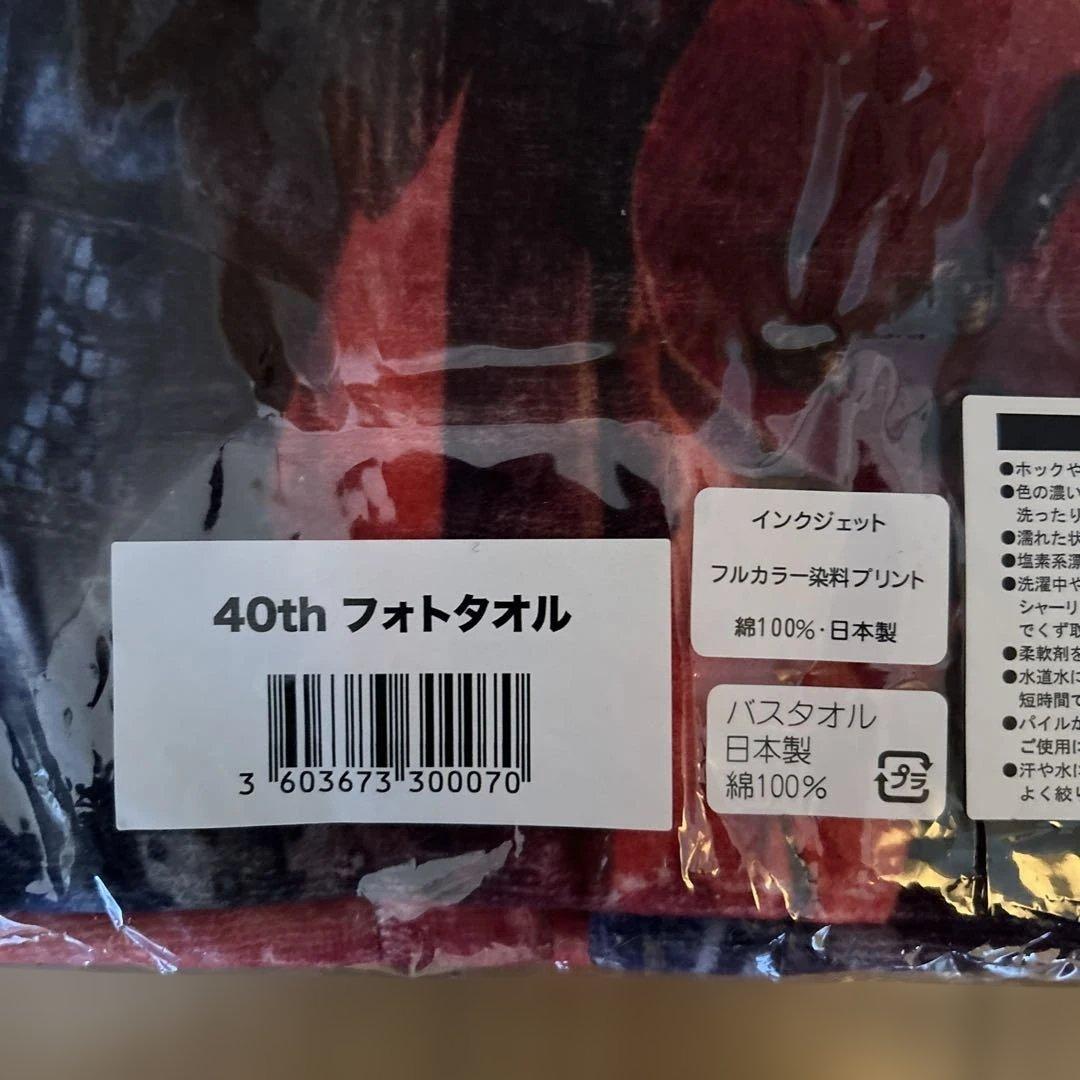 40th フォトタオル
3 603673 300070
インクジェット
フルカラー染料プリント
綿100%・日本製
バスタオル
日本製
綿100%
プラ
●ホックや
●色の濃い
洗ったり
●濡れた状
●塩素系漂
●洗濯中や
シャーリ
でくず取
●柔軟剤を
●水道水に
短時間で
●パイルが
ご使用に
●汗や水に
よく絞り